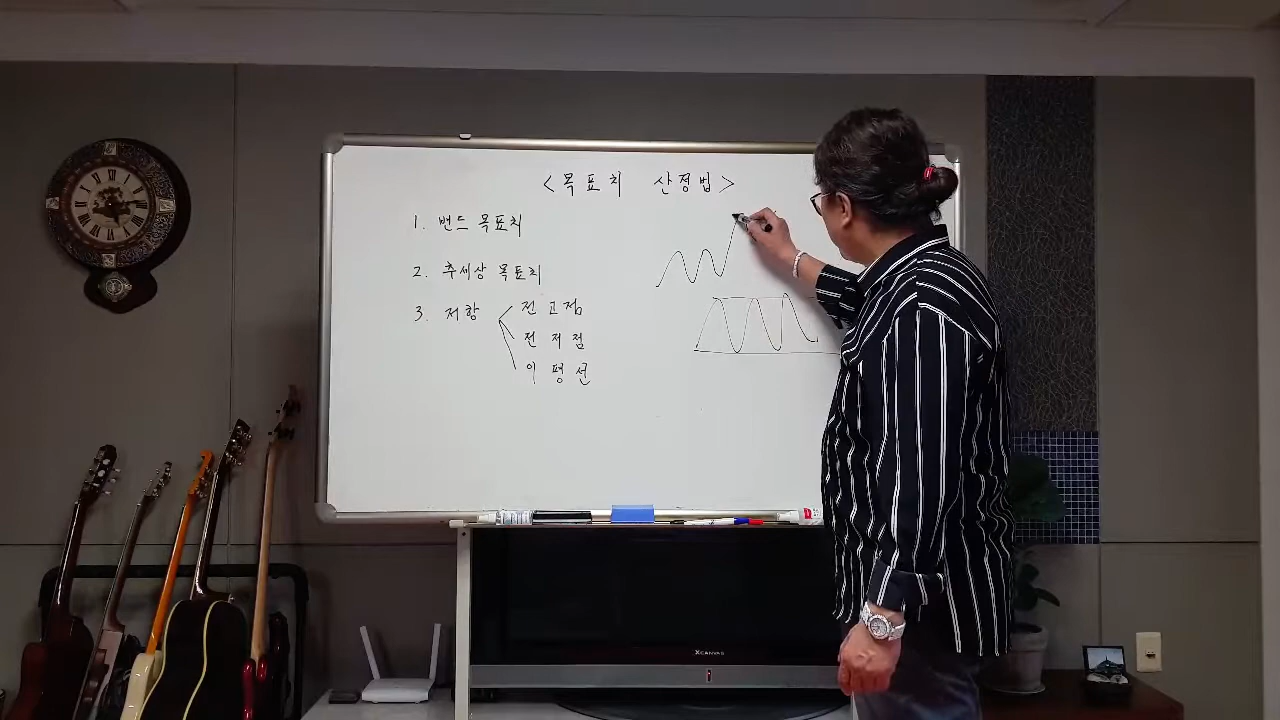 <목표치 산정법>
1. 밴드 목표치
2. 추세상 목표치
3. 저항 < 전고점
전저점
이평선
XCANVAS